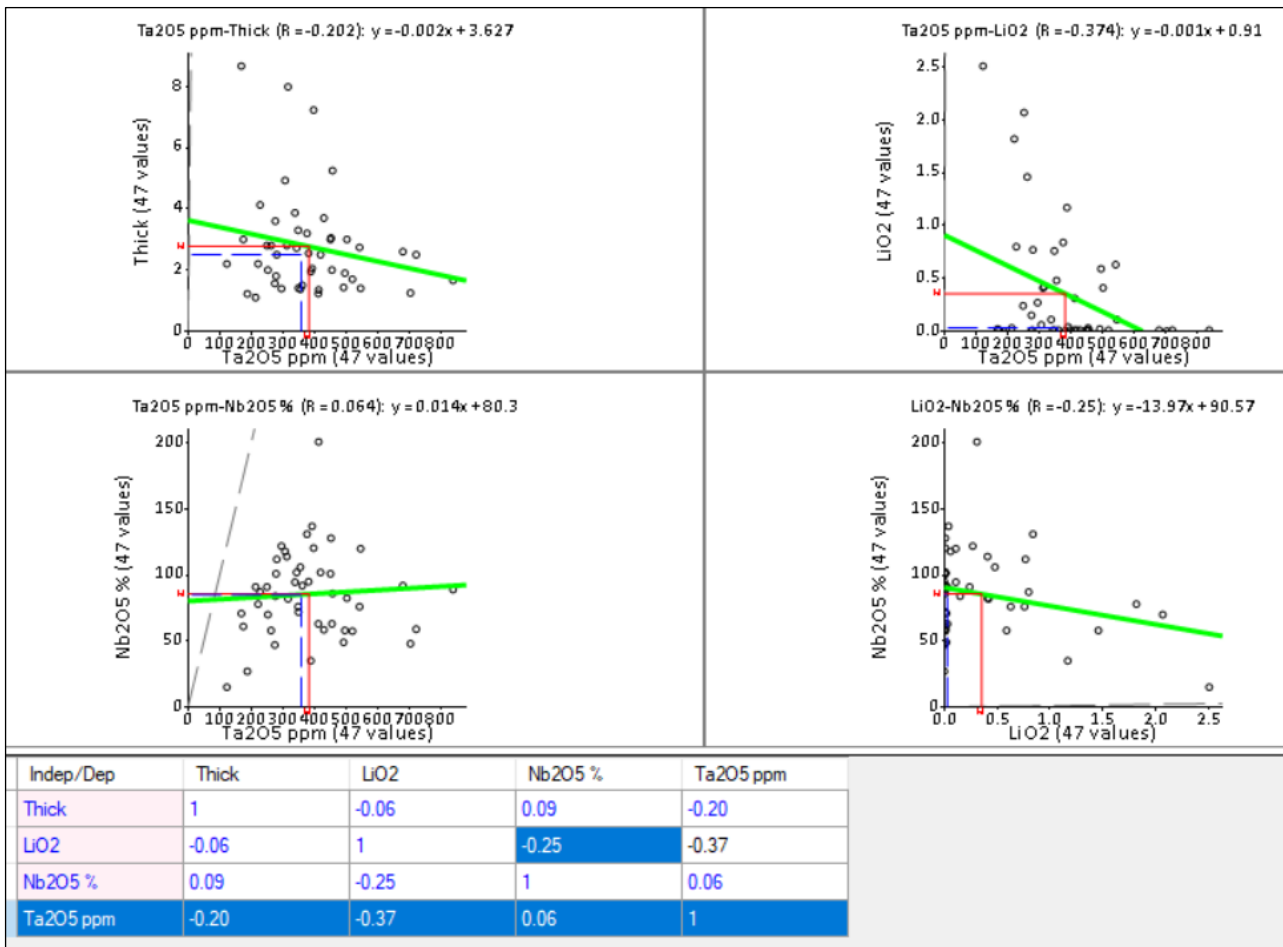 Ta2O5 ppm-Thick (R=-0.202): y=-0.002x+3.627
8
6
4
2
0
Thick (47 values)
0 100 200 300 400 500 600 700 800
Ta2O5 ppm (47 values)
Ta2O5 ppm-LiO2 (R=-0.374): y=-0.001x+0.91
2.5
2.0
1.5
1.0
0.5
0.0
LiO2 (47 values)
0 100 200 300 400 500 600 700 800
Ta2O5 ppm (47 values)
Ta2O5 ppm-Nb2O5 % (R=0.064): y=0.014x+80.3
200
150
100
50
0
Nb2O5 % (47 values)
0 100 200 300 400 500 600 700 800
Ta2O5 ppm (47 values)
LiO2-Nb2O5 % (R=-0.25): y=-13.97x+90.57
200
150
100
50
0
Nb2O5 % (47 values)
0.0 0.5 1.0 1.5 2.0 2.5
LiO2 (47 values)
Indep/Dep Thick LiO2 Nb2O5 % Ta2O5 ppm
Thick 1 -0.06 0.09 -0.20
LiO2 -0.06 1 -0.25 -0.37
Nb2O5 % 0.09 -0.25 1 0.06
Ta2O5 ppm -0.20 -0.37 0.06 1